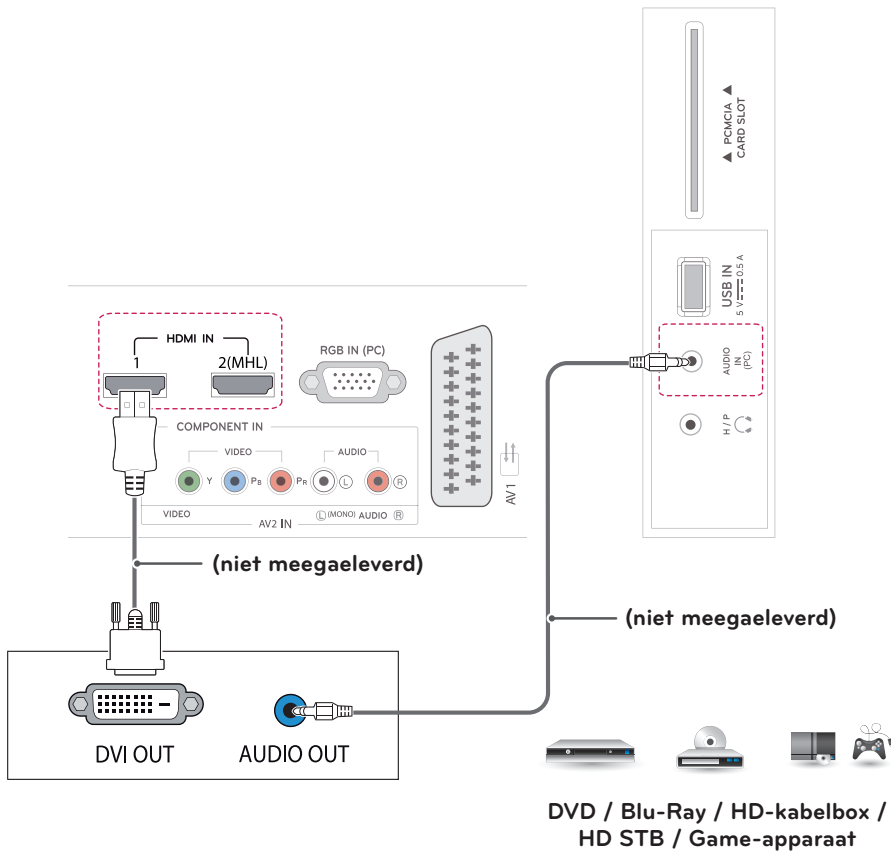 ▲ PCMCIA ▲
CARD SLOT
USB IN
5 V 0.5 A
AUDIO
IN
(PC)
H / P
HDMI IN
1
2(MHL)
RGB IN (PC)
COMPONENT IN
VIDEO
AUDIO
Y
PB
PR
L
R
VIDEO
L (MONO) AUDIO R
AV2 IN
AV1
(niet meegaeleverd)
(niet meegaeleverd)
DVI OUT
AUDIO OUT
DVD / Blu-Ray / HD-kabelbox /
HD STB / Game-apparaat